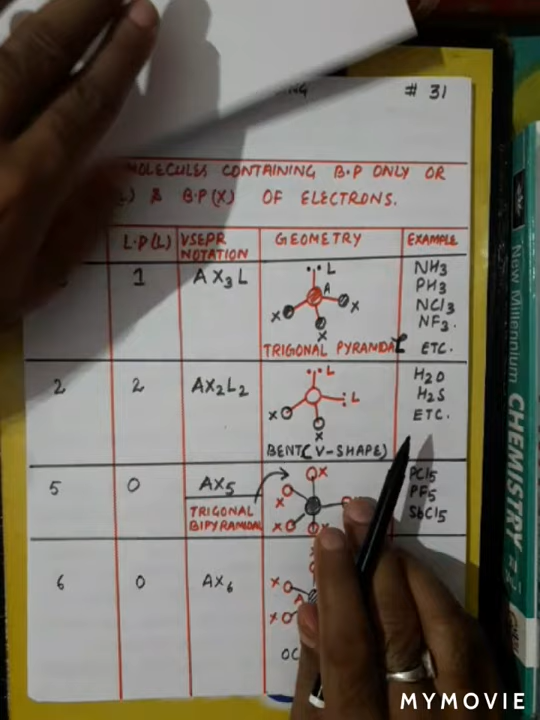 # 31
MOLECULES CONTAINING B.P ONLY OR
& B.P(X) OF ELECTRONS.
L.P(L) VSEPR NOTATION GEOMETRY EXAMPLE
1 AX3L NH3
PH3
NCl3
NF3.
ETC.
:L
A
X
X
X
TRIGONAL PYRAMIDAL
2 2 AX2L2 H2O
H2S
ETC.
:L
:L
X
X
BENT(V-SHAPE)
5 0 AX5 PCl5
PF5
SbCl5
TRIGONAL
BIPYRAMIDAL
X
X
X
X
6 0 AX6
X
A
X
OC
New Millennium CHEMISTRY
MYMOVIE